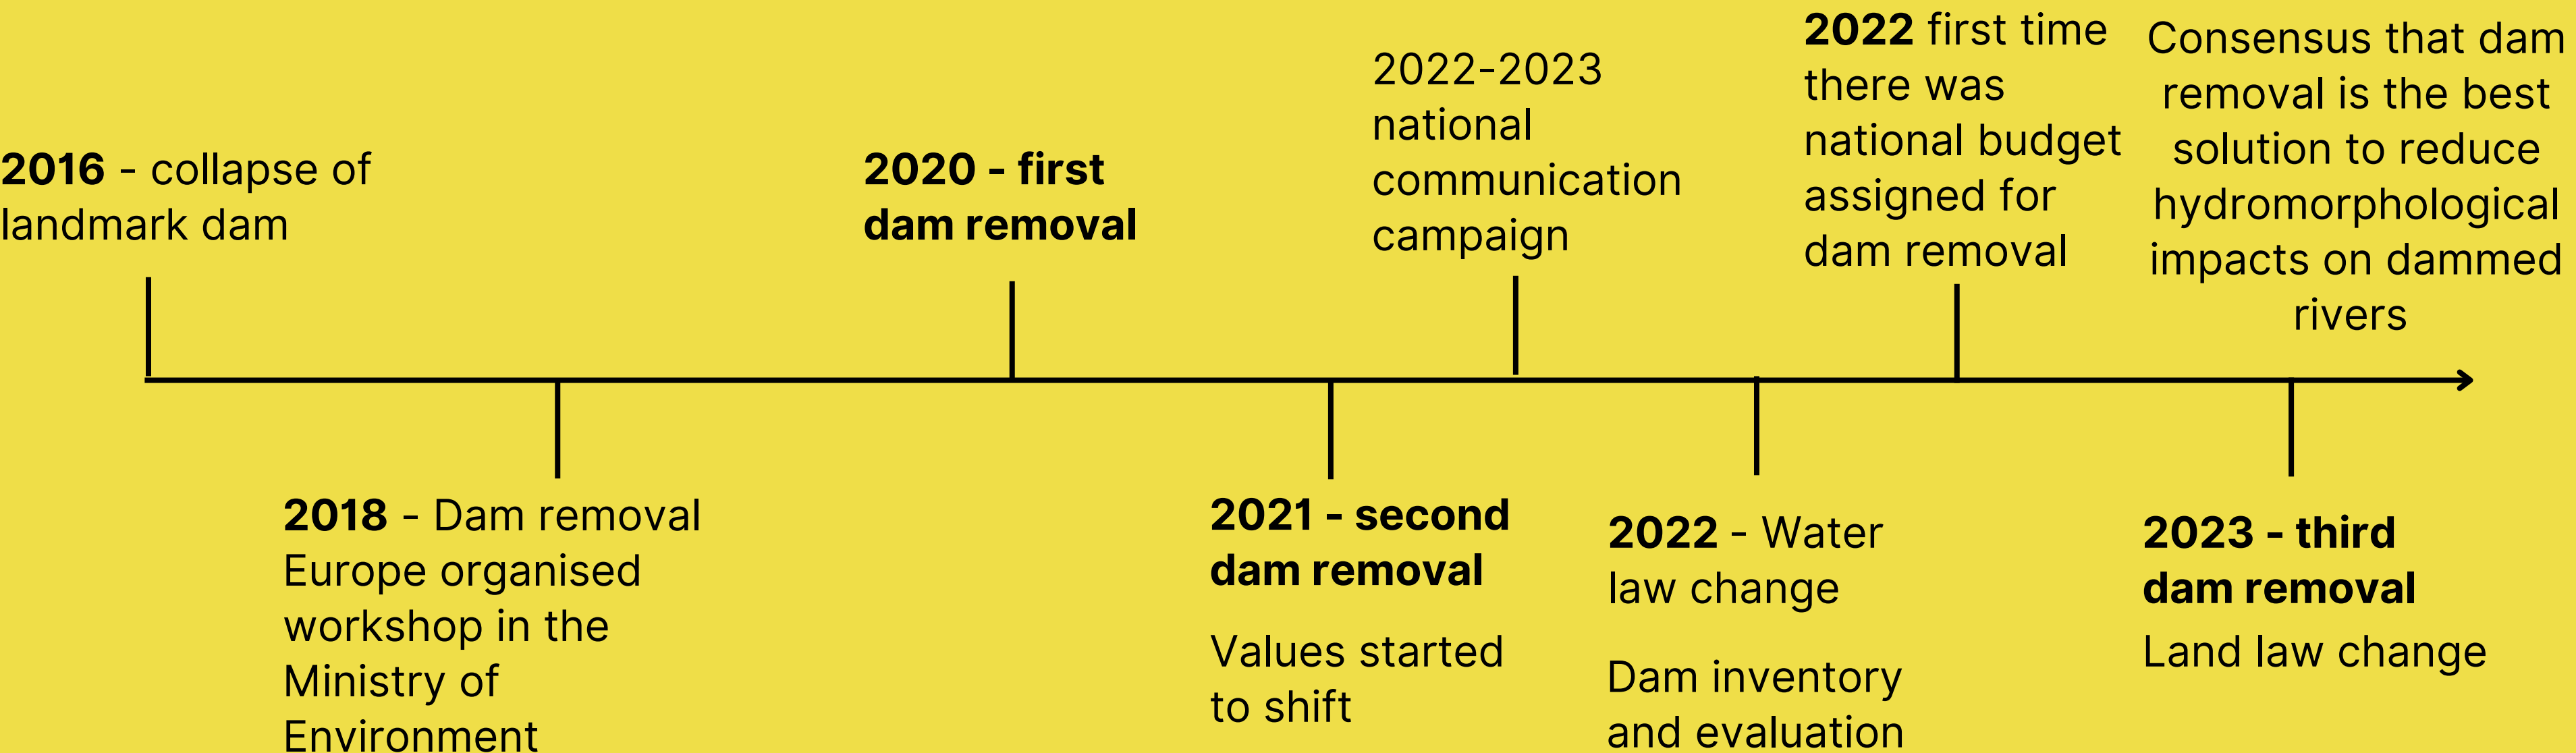 2016 - collapse of
landmark dam
2018 - Dam removal
Europe organised
workshop in the
Ministry of
Environment
2020 - first
dam removal
2021 - second
dam removal
Values started
to shift
2022-2023
national
communication
campaign
2022 - Water
law change
Dam inventory
and evaluation
2022 first time
there was
national budget
assigned for
dam removal
Consensus that dam
removal is the best
solution to reduce
hydromorphological
impacts on dammed
rivers
2023 - third
dam removal
Land law change